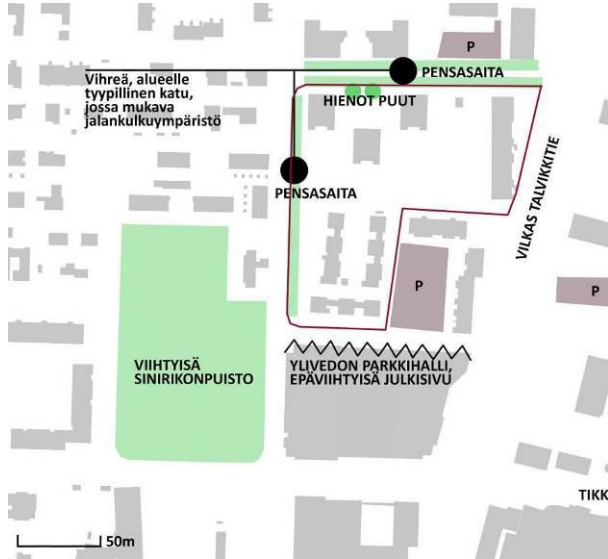 P
PENSASAITA
Vihreä, alueelle
tyypillinen katu,
jossa mukava
jalankulkuympäristö
HIENOT PUUT
PENSASAITA
VILKAS TALVIKKITIE
P
P
VIIHTYISÄ
SINIRIKONPUISTO
YLIVEDON PARKKIHALLI,
EPÄVIIHTYISÄ JULKISIVU
TIKK
50m